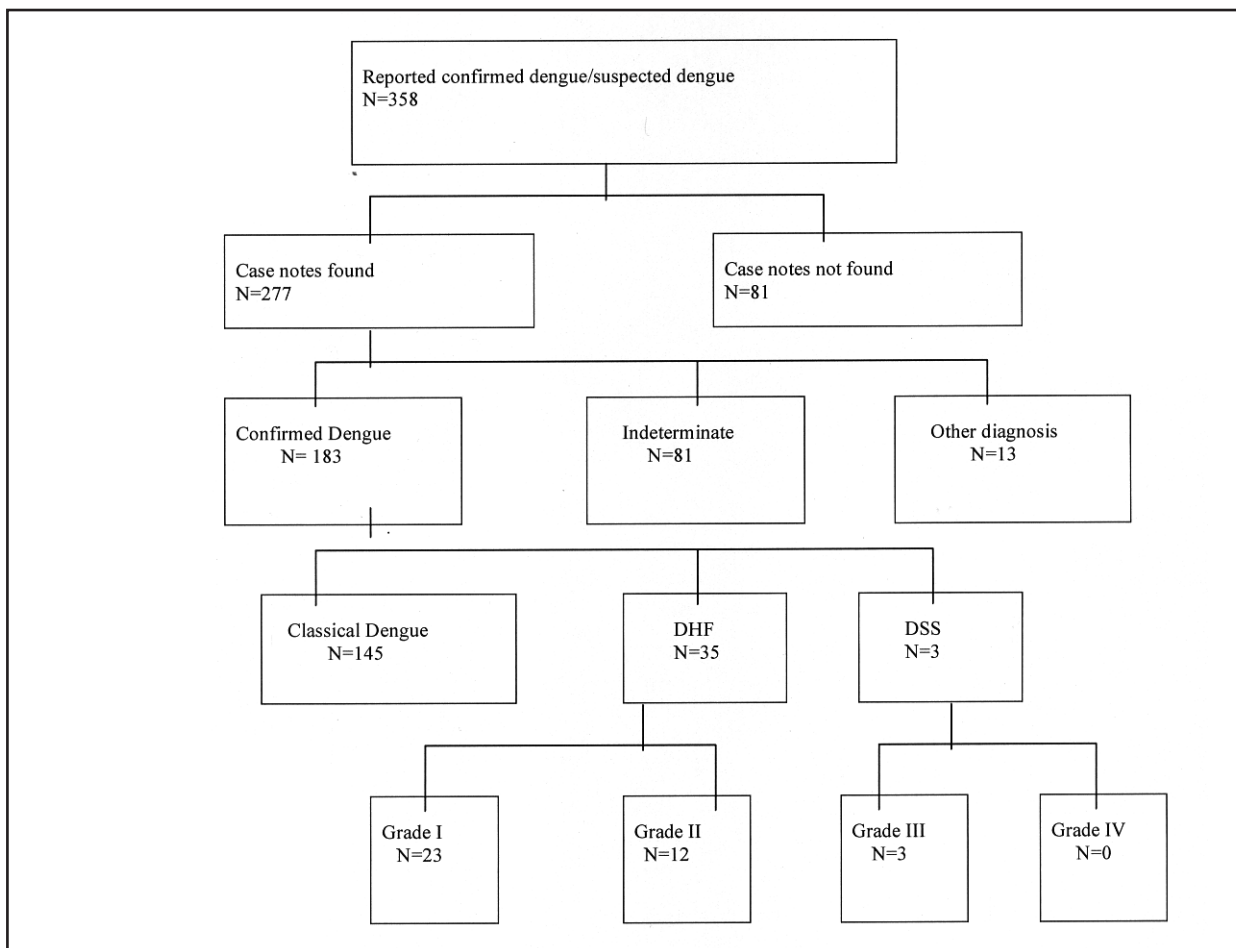 Reported confirmed dengue/suspected dengue
N=358
Case notes found
N=277
Case notes not found
N=81
Confirmed Dengue
N= 183
Indeterminate
N=81
Other diagnosis
N=13
Classical Dengue
N=145
DHF
N=35
DSS
N=3
Grade I
N=23
Grade II
N=12
Grade III
N=3
Grade IV
N=0